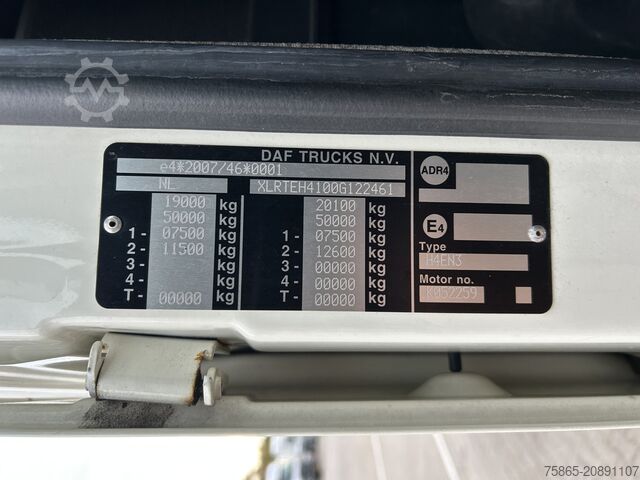 DAF TRUCKS N.V.
e4*2007/46*0001
NL XLRTEH4100G122461
19000 kg 20100 kg
50000 kg 50000 kg
1- 07500 kg 1- 07500 kg
2- 11500 kg 2- 12600 kg
3- kg 3- 00000 kg
4- kg 4- 00000 kg
T- 00000 kg T- 00000 kg
ADR4
E4
Type
H4EN3
Motor no.
75865-20891107